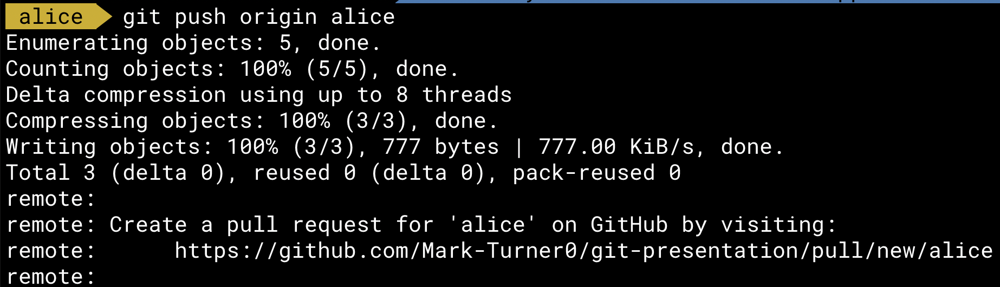 alice git push origin alice
Enumerating objects: 5, done.
Counting objects: 100% (5/5), done.
Delta compression using up to 8 threads
Compressing objects: 100% (3/3), done.
Writing objects: 100% (3/3), 777 bytes | 777.00 KiB/s, done.
Total 3 (delta 0), reused 0 (delta 0), pack-reused 0
remote:
remote: Create a pull request for 'alice' on GitHub by visiting:
remote:      https://github.com/Mark-Turner0/git-presentation/pull/new/alice
remote: